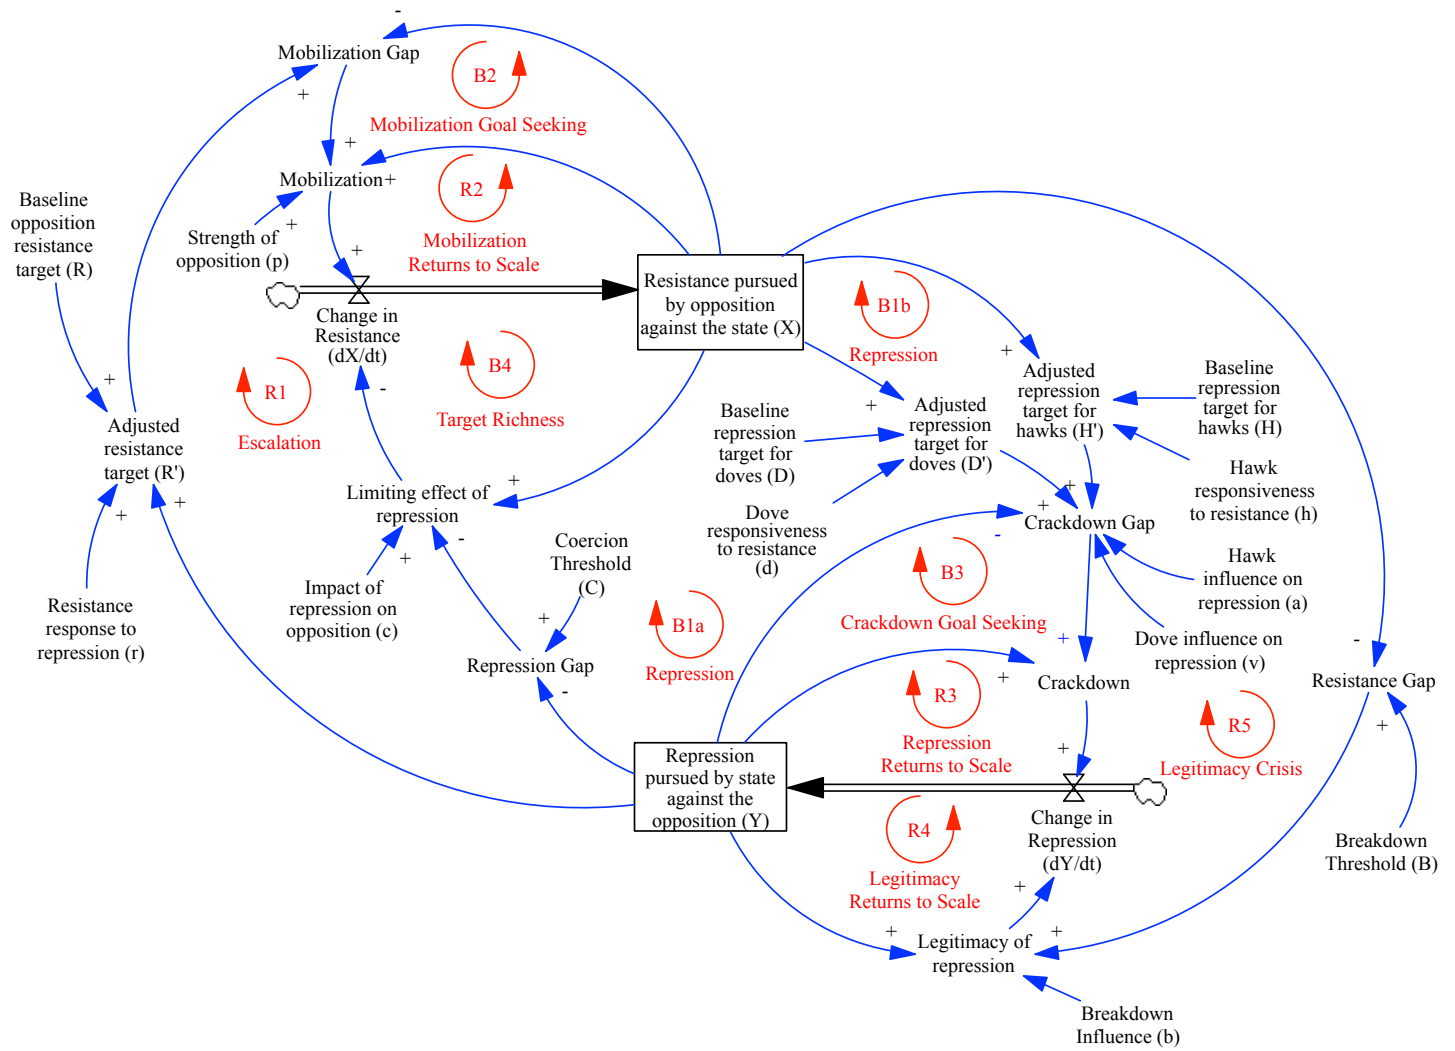 -
Mobilization Gap
+
B2
Mobilization Goal Seeking
+
Mobilization
+
R2
Mobilization
Returns to Scale
+
Strength of
opposition (p)
+
Baseline
opposition
resistance
target (R)
+
Change in
Resistance
(dX/dt)
-
Resistance pursued
by opposition
against the state (X)
B1b
Repression
+
Adjusted
repression
target for
hawks (H')
Baseline
repression
target for
hawks (H)
R1
Escalation
B4
Target Richness
+
Adjusted
resistance
target (R')
+
+
Baseline
repression
target for
doves (D)
+
Adjusted
repression
target for
doves (D')
Hawk
responsiveness
to resistance (h)
Limiting effect of
repression
+
-
+
Dove
responsiveness
to resistance
(d)
+
+
Crackdown Gap
-
Coercion
Threshold
(C)
Impact of
repression on
opposition (c)
Resistance
response to
repression (r)
+
Repression Gap
-
B1a
Repression
B3
Crackdown Goal Seeking
Hawk
influence on
repression (a)
Dove influence on
repression (v)
+
Crackdown
+
R3
Repression
Returns to Scale
+
-
Resistance Gap
+
R5
Legitimacy Crisis
Repression
pursued by state
against the
opposition (Y)
Change in
Repression
(dY/dt)
R4
Legitimacy
Returns to Scale
+
Breakdown
Threshold (B)
+
+
Legitimacy of
repression
Breakdown
Influence (b)